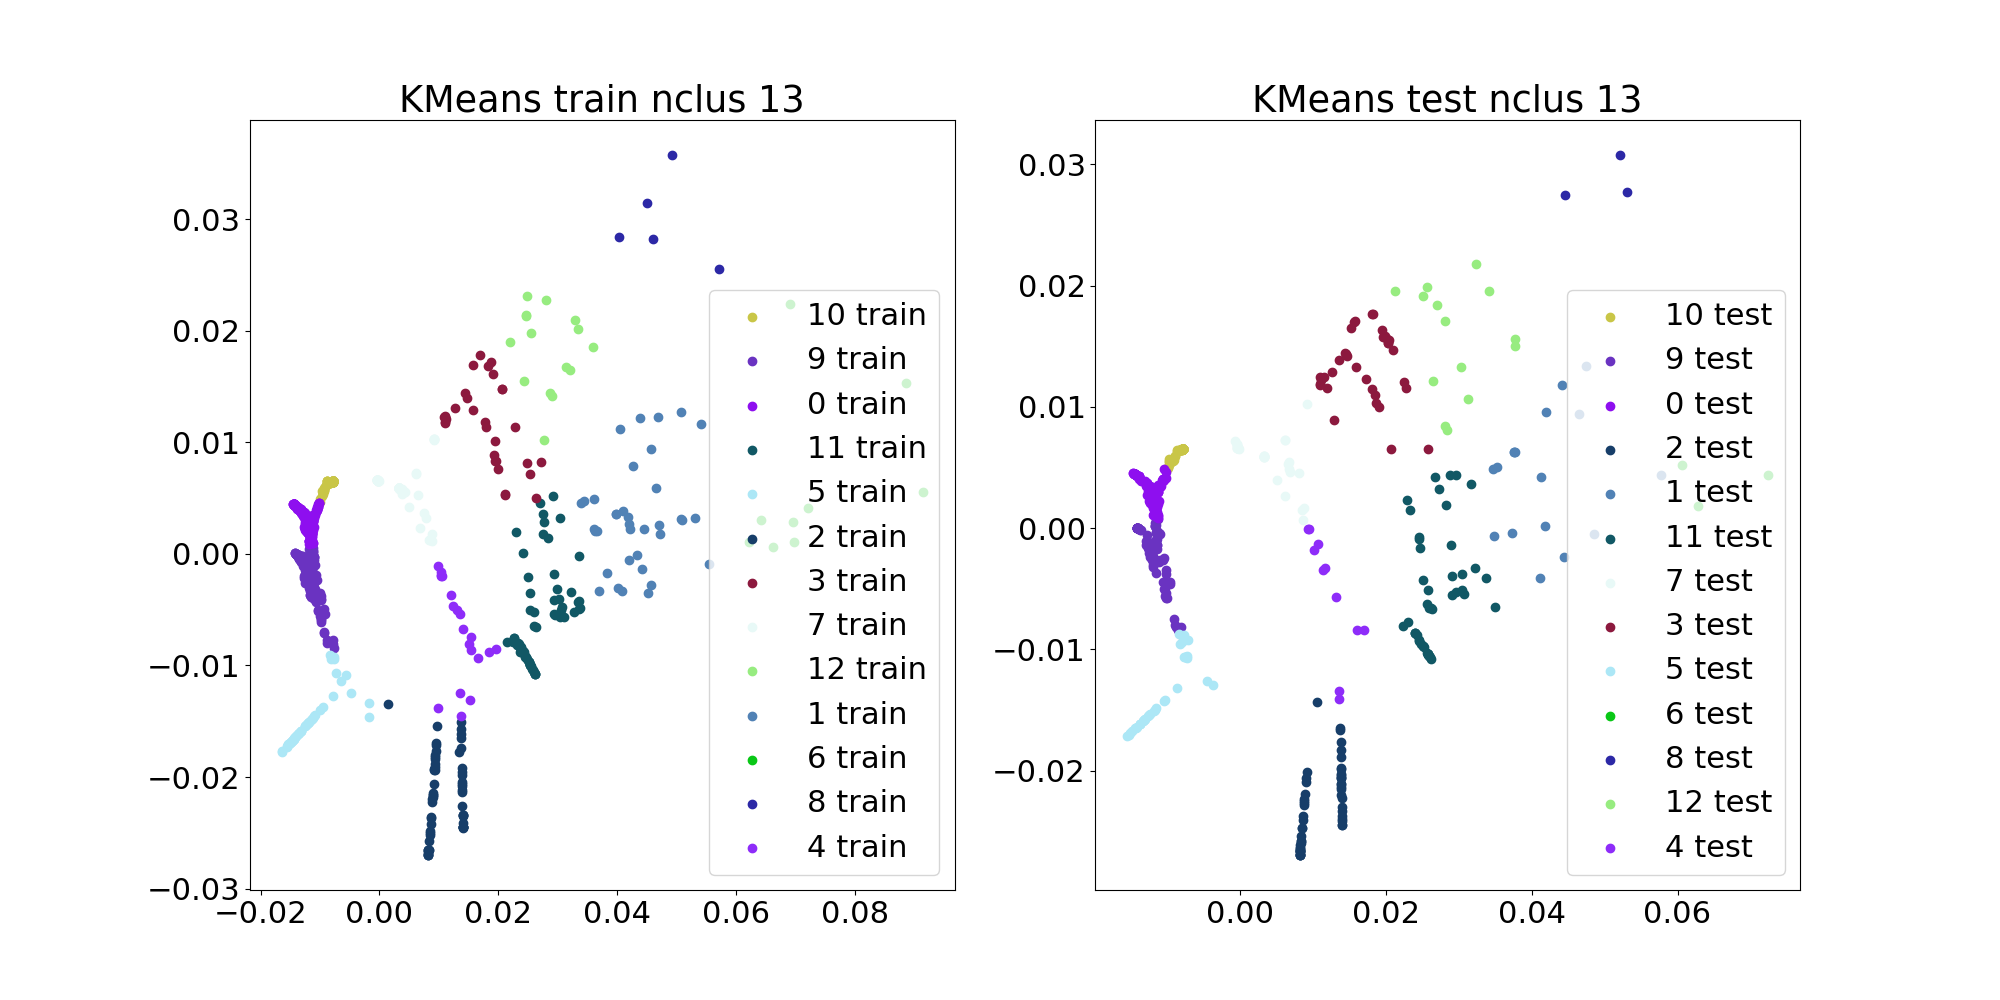 KMeans train nclus 13
0.03
0.02
0.01
0.00
−0.01
−0.02
−0.03
−0.02 0.00 0.02 0.04 0.06 0.08
10 train
9 train
0 train
11 train
5 train
2 train
3 train
7 train
12 train
1 train
6 train
8 train
4 train
KMeans test nclus 13
0.03
0.02
0.01
0.00
−0.01
−0.02
0.00 0.02 0.04 0.06
10 test
9 test
0 test
2 test
1 test
11 test
7 test
3 test
5 test
6 test
8 test
12 test
4 test